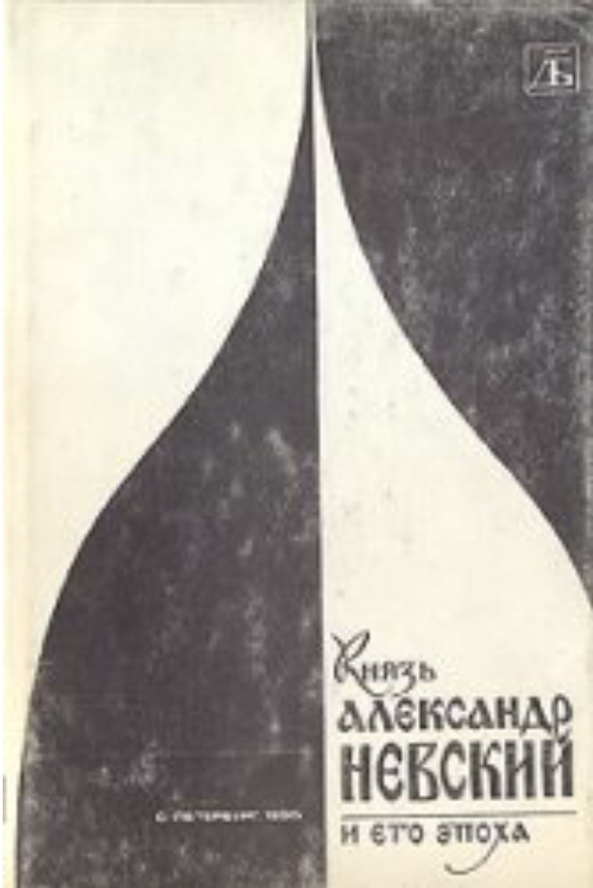 Князь
Александр
Невский
и его эпоха
С.-Петербург, 1995